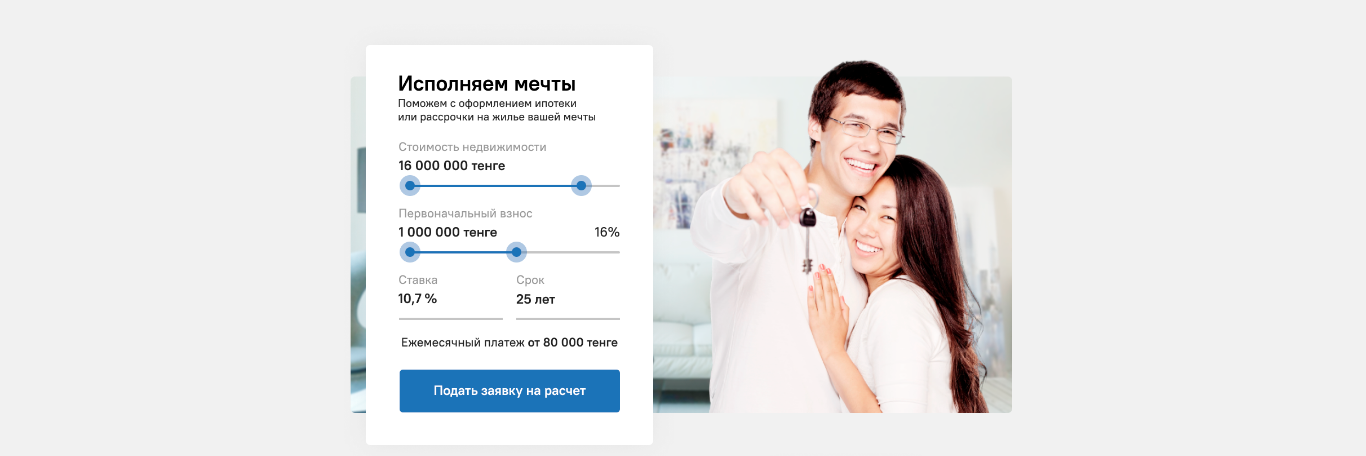 Исполняем мечты
Поможем с оформлением ипотеки
или рассрочки на жилье вашей мечты
Стоимость недвижимости
16 000 000 тенге
Первоначальный взнос
1 000 000 тенге 16%
Ставка Срок
10,7 % 25 лет
Ежемесячный платеж от 80 000 тенге
Подать заявку на расчет